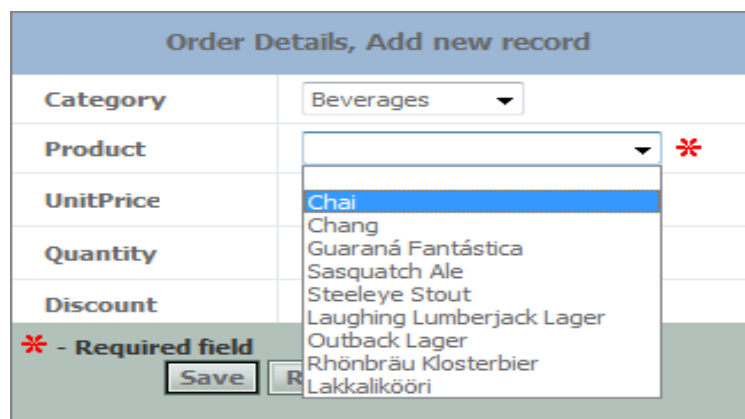 Order Details, Add new record
Category Beverages
Product *
UnitPrice
Quantity
Discount
Chai
Chang
Guaraná Fantástica
Sasquatch Ale
Steeleye Stout
Laughing Lumberjack Lager
Outback Lager
Rhönbräu Klosterbier
Lakkalikööri
* - Required field
Save R